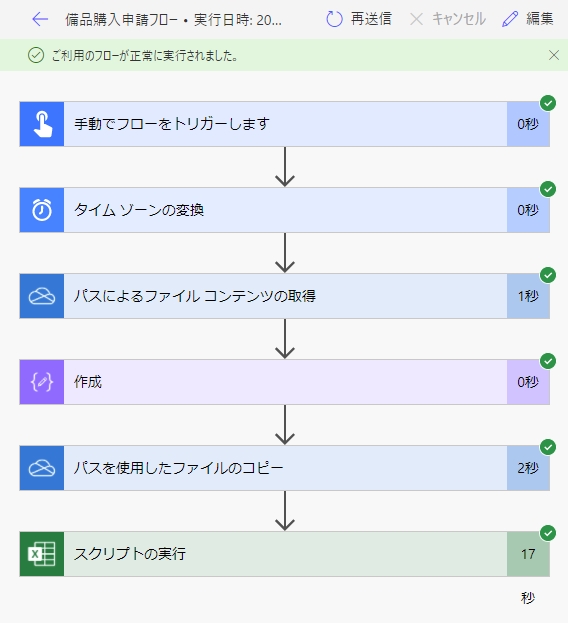 備品購入申請フロー • 実行日時: 20...
再送信
キャンセル
編集
ご利用のフローが正常に実行されました。
手動でフローをトリガーします
0秒
タイム ゾーンの変換
0秒
パスによるファイル コンテンツの取得
1秒
作成
0秒
パスを使用したファイルのコピー
2秒
スクリプトの実行
17
秒